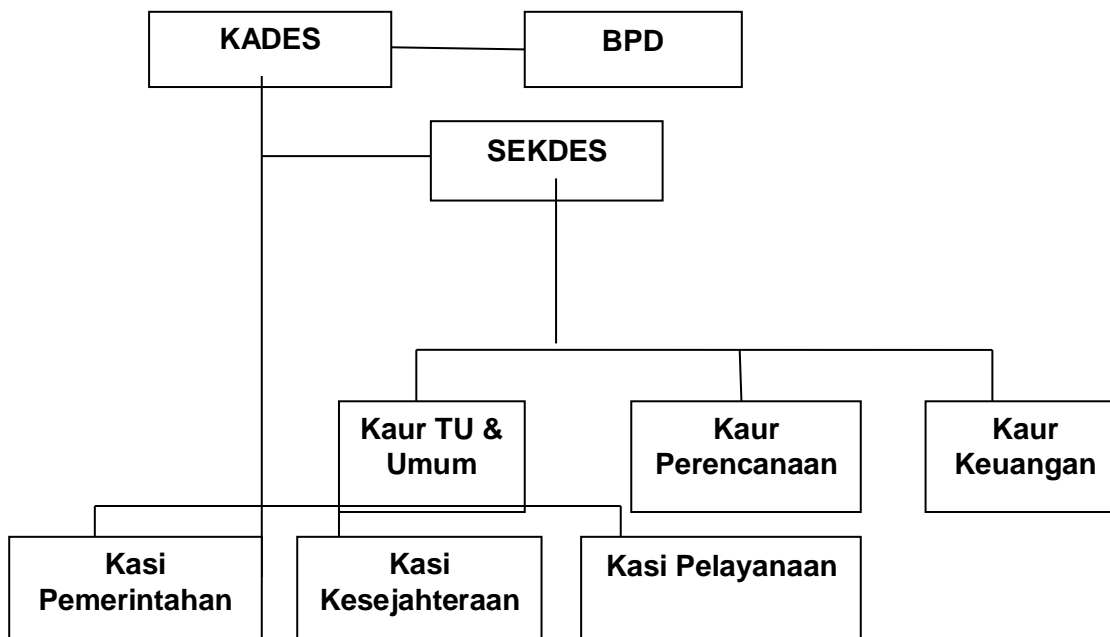 KADES
BPD
SEKDES
Kaur TU &
Umum
Kaur
Perencanaan
Kaur
Keuangan
Kasi
Pemerintahan
Kasi
Kesejahteraan
Kasi Pelayanaan